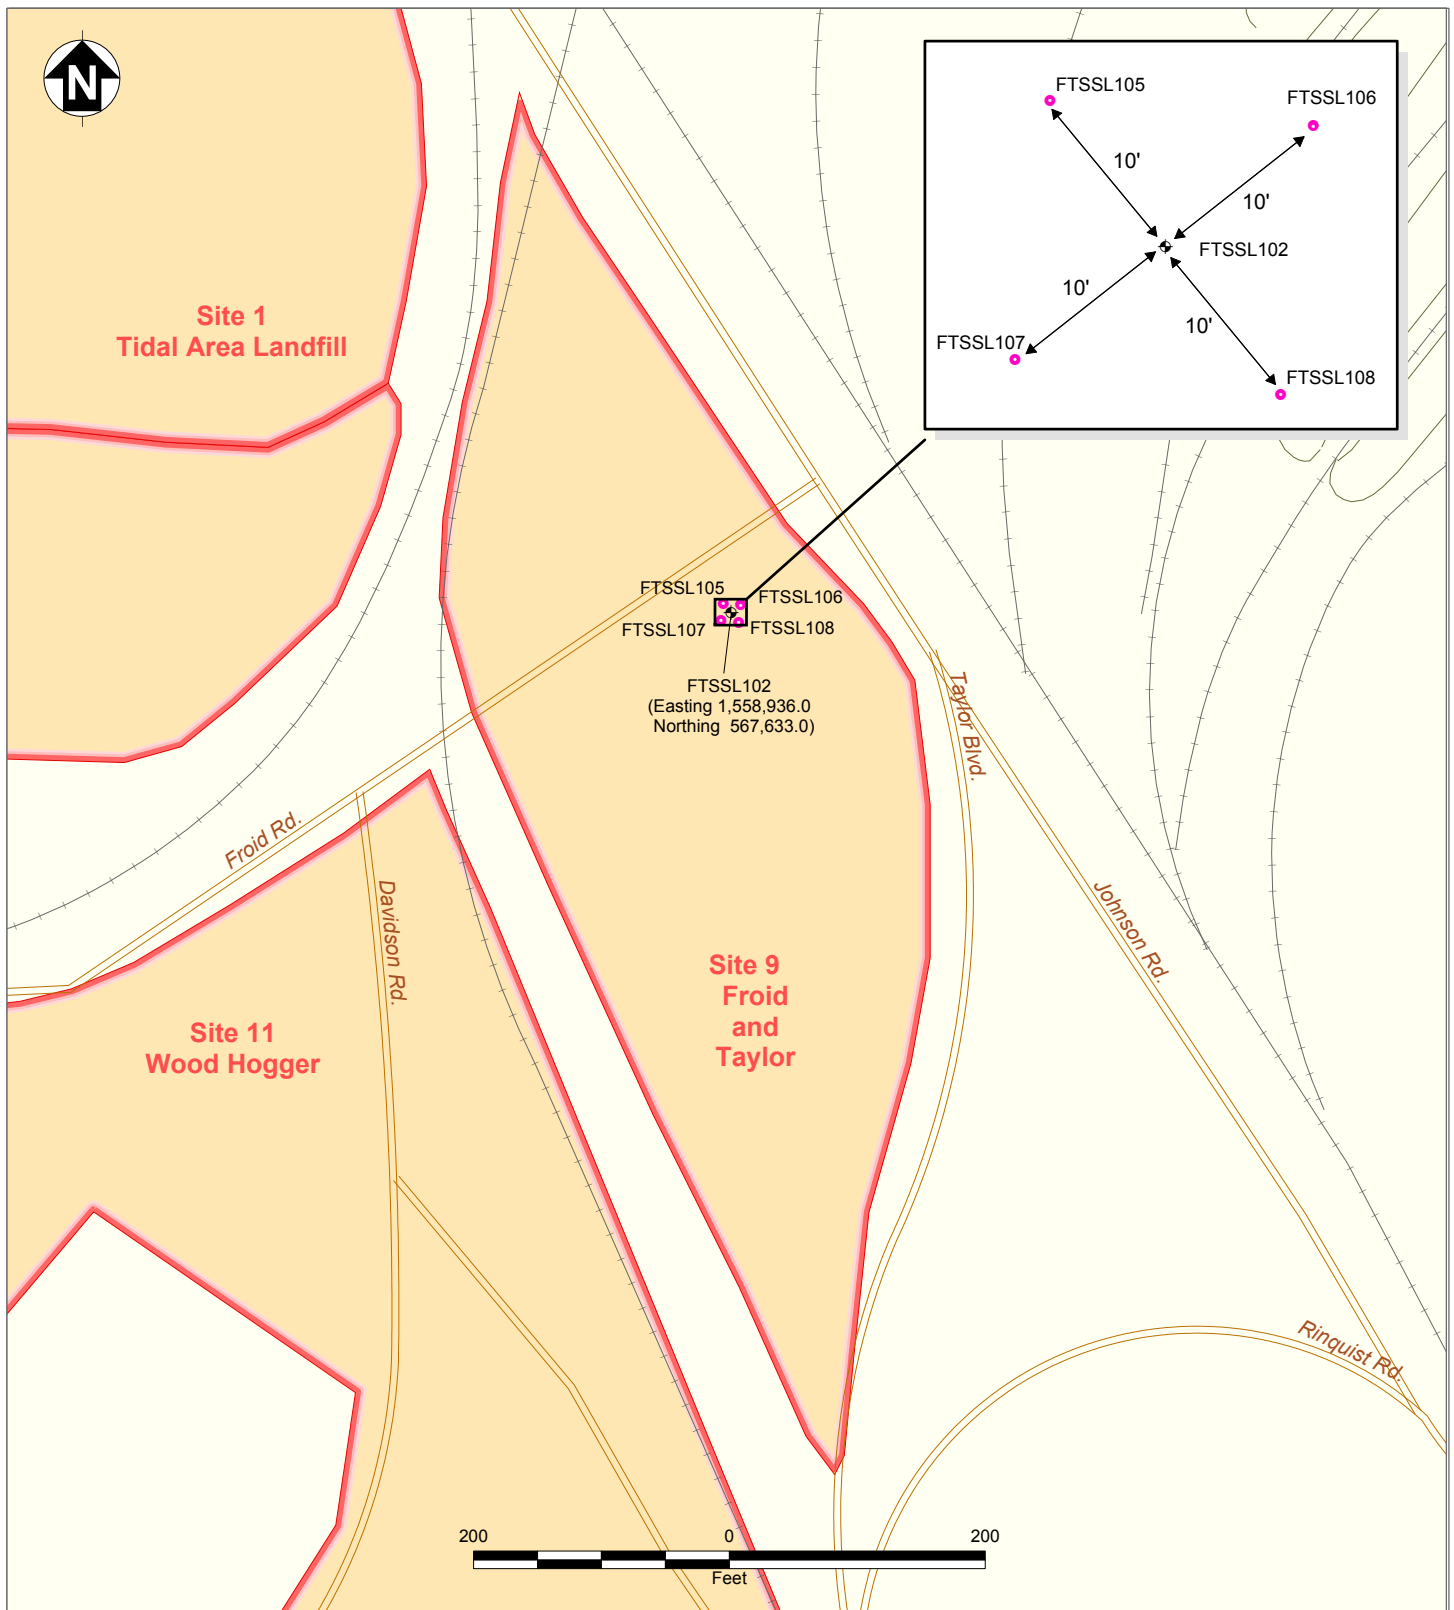 N
FTSSL105
FTSSL106
10'
10'
FTSSL102
10'
10'
FTSSL107
FTSSL108
Site 1
Tidal Area Landfill
FTSSL105
FTSSL106
FTSSL107
FTSSL108
FTSSL102
(Easting 1,558,936.0
Northing 567,633.0)
Taylor Blvd.
Froid Rd.
Davidson Rd.
Johnson Rd.
Site 9
Froid
and
Taylor
Site 11
Wood Hogger
Rinquist Rd.
200 0 200
Feet